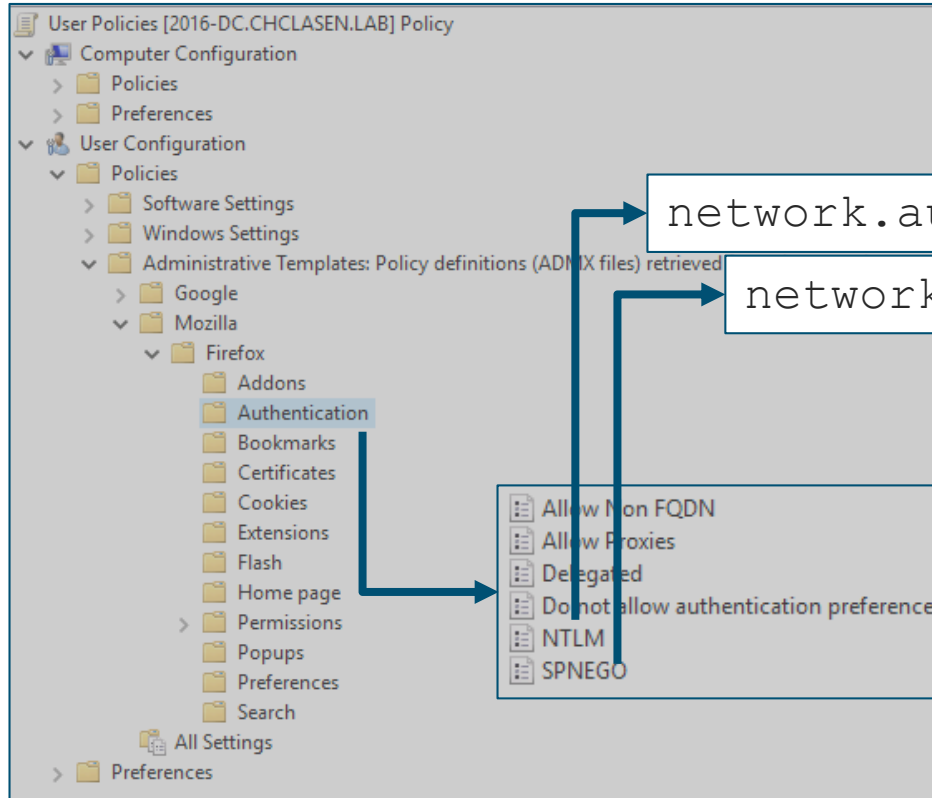 User Policies [2016-DC.CHCLASEN.LAB] Policy
Computer Configuration
Policies
Preferences
User Configuration
Policies
Software Settings
Windows Settings
Administrative Templates: Policy definitions (ADMX files) retrieved
Google
Mozilla
Firefox
Addons
Authentication
Bookmarks
Certificates
Cookies
Extensions
Flash
Home page
Permissions
Popups
Preferences
Search
All Settings
Preferences
network.au
network
Allow Non FQDN
Allow Proxies
Delegated
Do not allow authentication preference
NTLM
SPNEGO